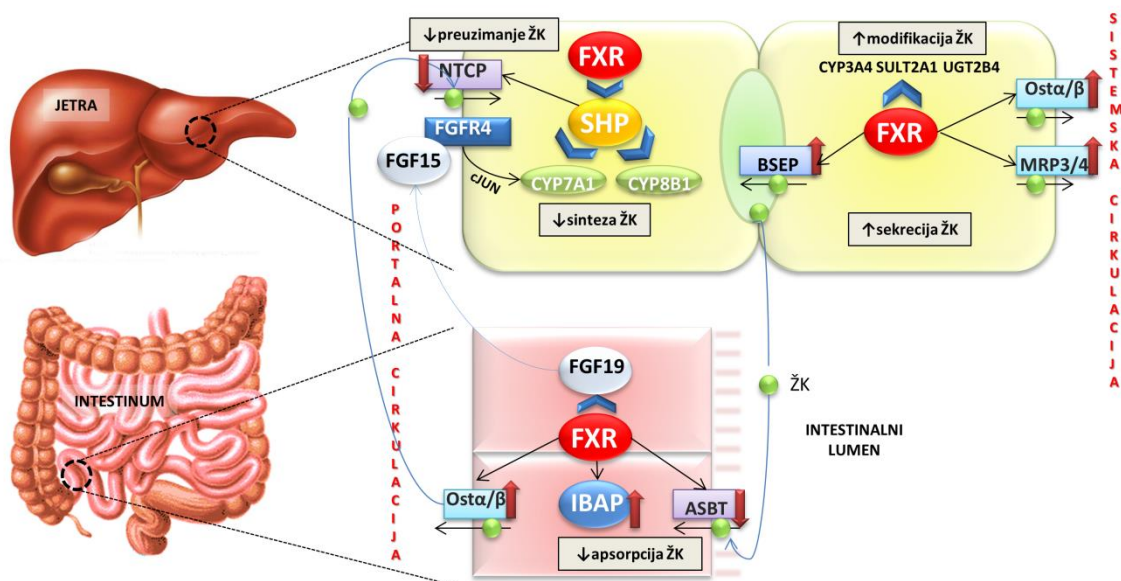 JETRA
INTESTINUM
PORTALNA CIRKULACIJA
↓preuzimanje ŽK
NTCP
FXR
SHP
FGFR4
FGF15
cJUN
CYP7A1
CYP8B1
↓sinteza ŽK
↑modifikacija ŽK
CYP3A4 SULT2A1 UGT2B4
FXR
BSEP
Ostα/β
MRP3/4
↑sekrecija ŽK
SISTEMSKA CIRKULACIJA
FGF19
FXR
Ostα/β
IBAP
ASBT
↓apsorpcija ŽK
ŽK
INTESTINALNI
LUMEN